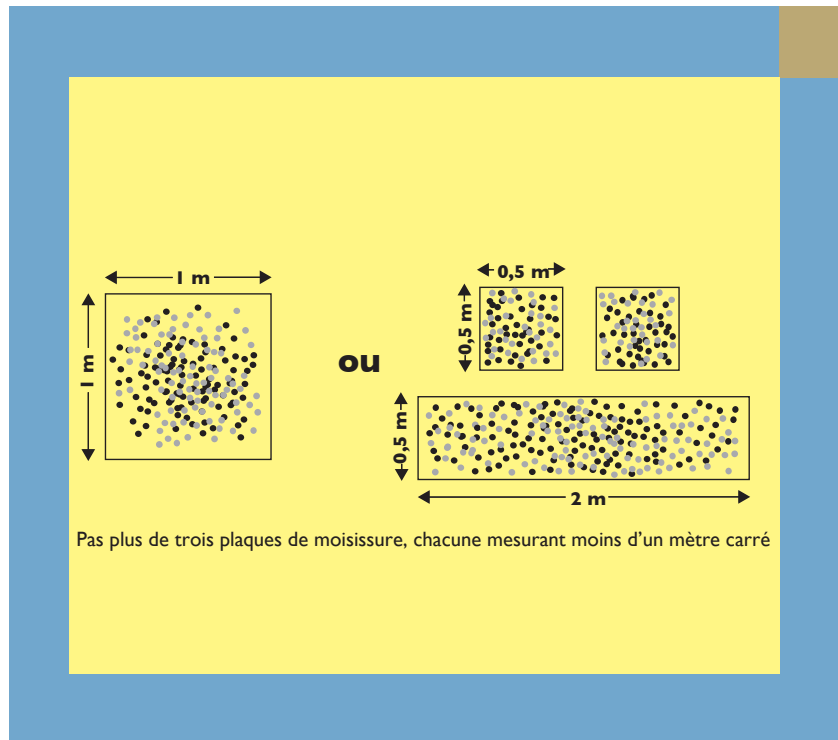 1 m
1 m
ou
0,5 m
0,5 m
0,5 m
2 m
Pas plus de trois plaques de moisissure, chacune mesurant moins d’un mètre carré